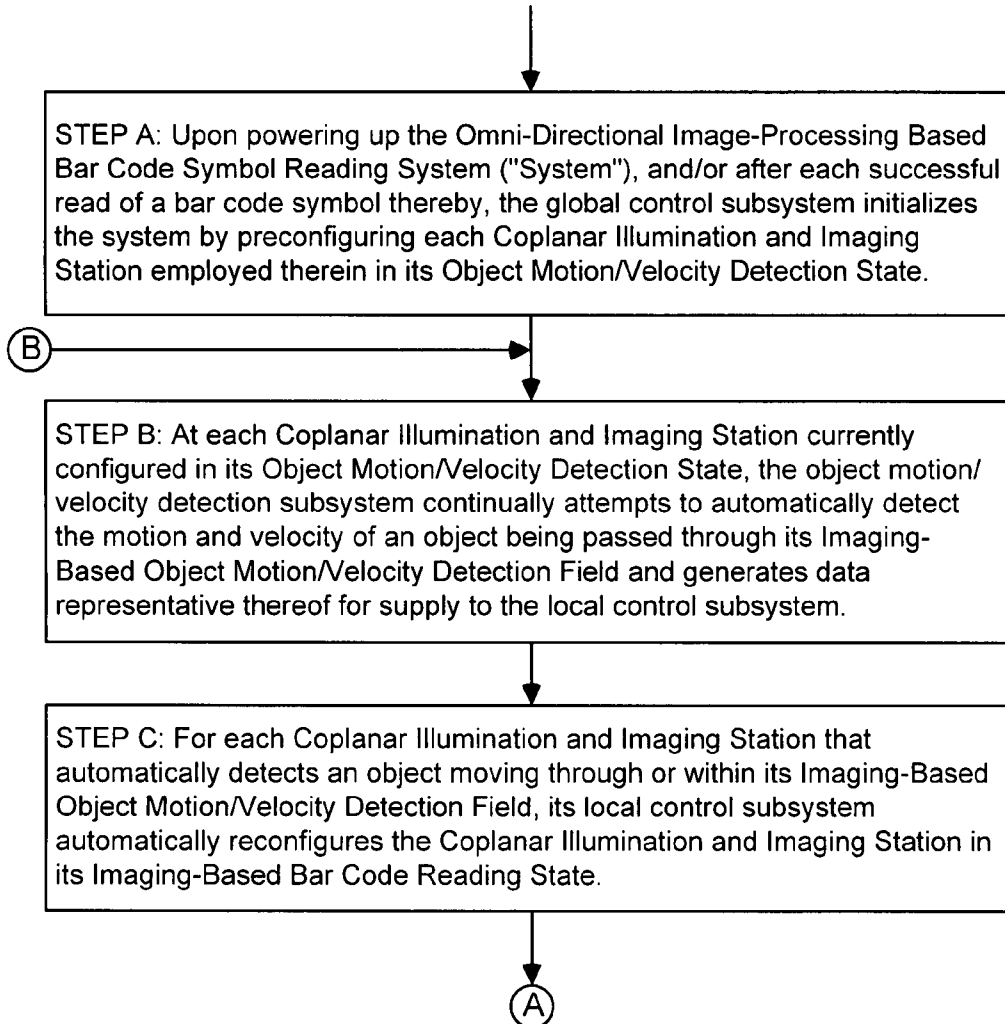 STEP A: Upon powering up the Omni-Directional Image-Processing Based
Bar Code Symbol Reading System ("System"), and/or after each successful
read of a bar code symbol thereby, the global control subsystem initializes
the system by preconfiguring each Coplanar Illumination and Imaging
Station employed therein in its Object Motion/Velocity Detection State.
B
STEP B: At each Coplanar Illumination and Imaging Station currently
configured in its Object Motion/Velocity Detection State, the object motion/
velocity detection subsystem continually attempts to automatically detect
the motion and velocity of an object being passed through its Imaging-
Based Object Motion/Velocity Detection Field and generates data
representative thereof for supply to the local control subsystem.
STEP C: For each Coplanar Illumination and Imaging Station that
automatically detects an object moving through or within its Imaging-Based
Object Motion/Velocity Detection Field, its local control subsystem
automatically reconfigures the Coplanar Illumination and Imaging Station in
its Imaging-Based Bar Code Reading State.
A